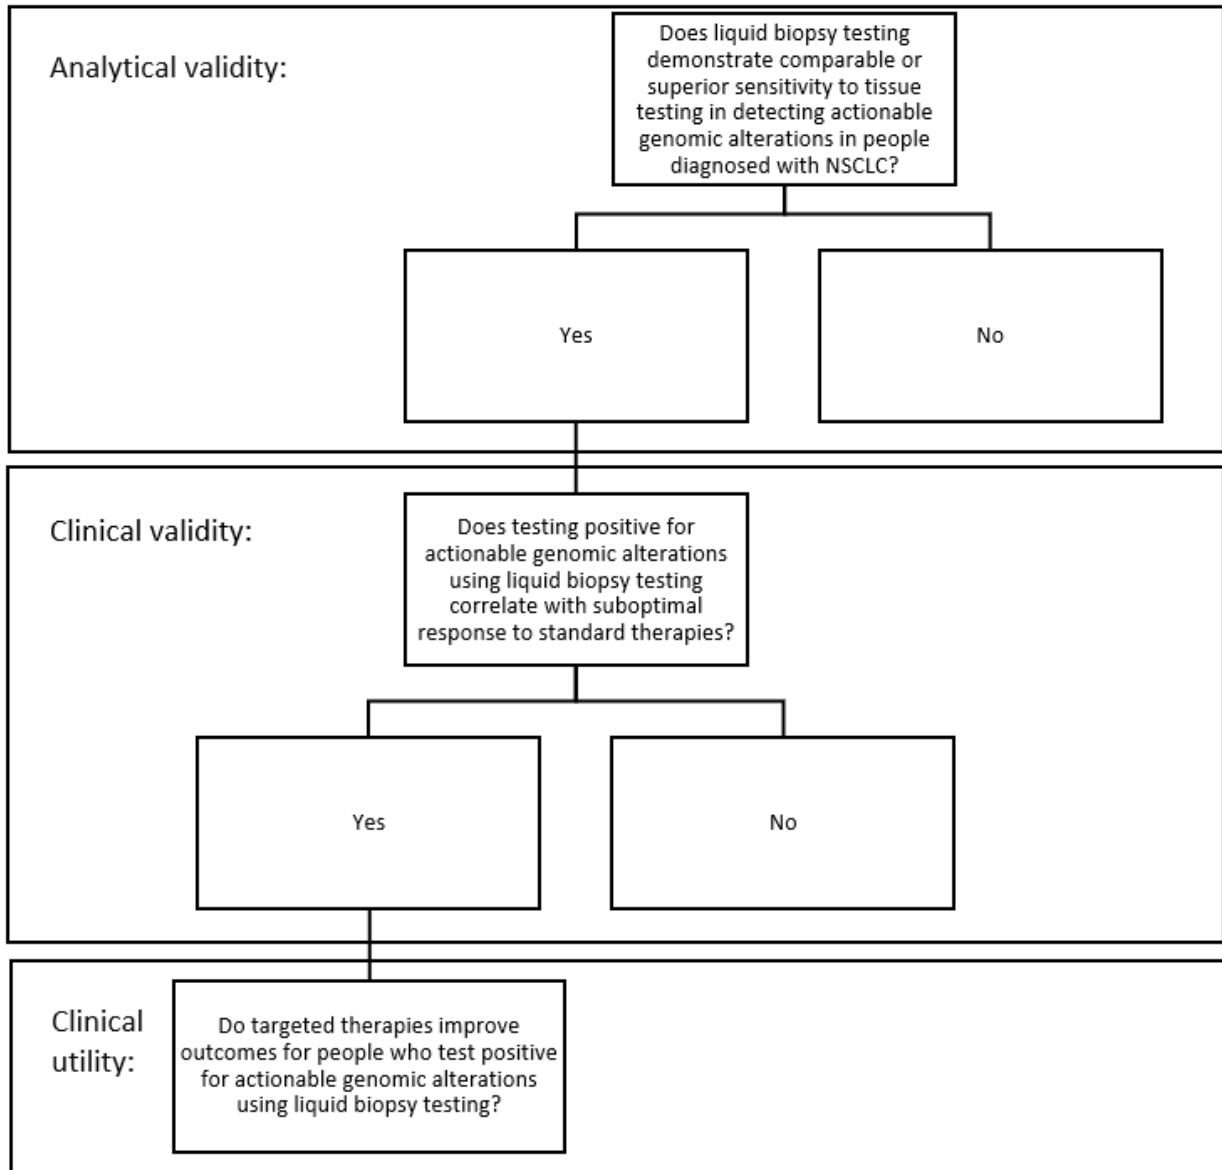 Analytical validity:
Does liquid biopsy testing
demonstrate comparable or
superior sensitivity to tissue
testing in detecting actionable
genomic alterations in people
diagnosed with NSCLC?
Yes
No
Clinical validity:
Does testing positive for
actionable genomic alterations
using liquid biopsy testing
correlate with suboptimal
response to standard therapies?
Yes
No
Clinical
utility:
Do targeted therapies improve
outcomes for people who test positive
for actionable genomic alterations
using liquid biopsy testing?